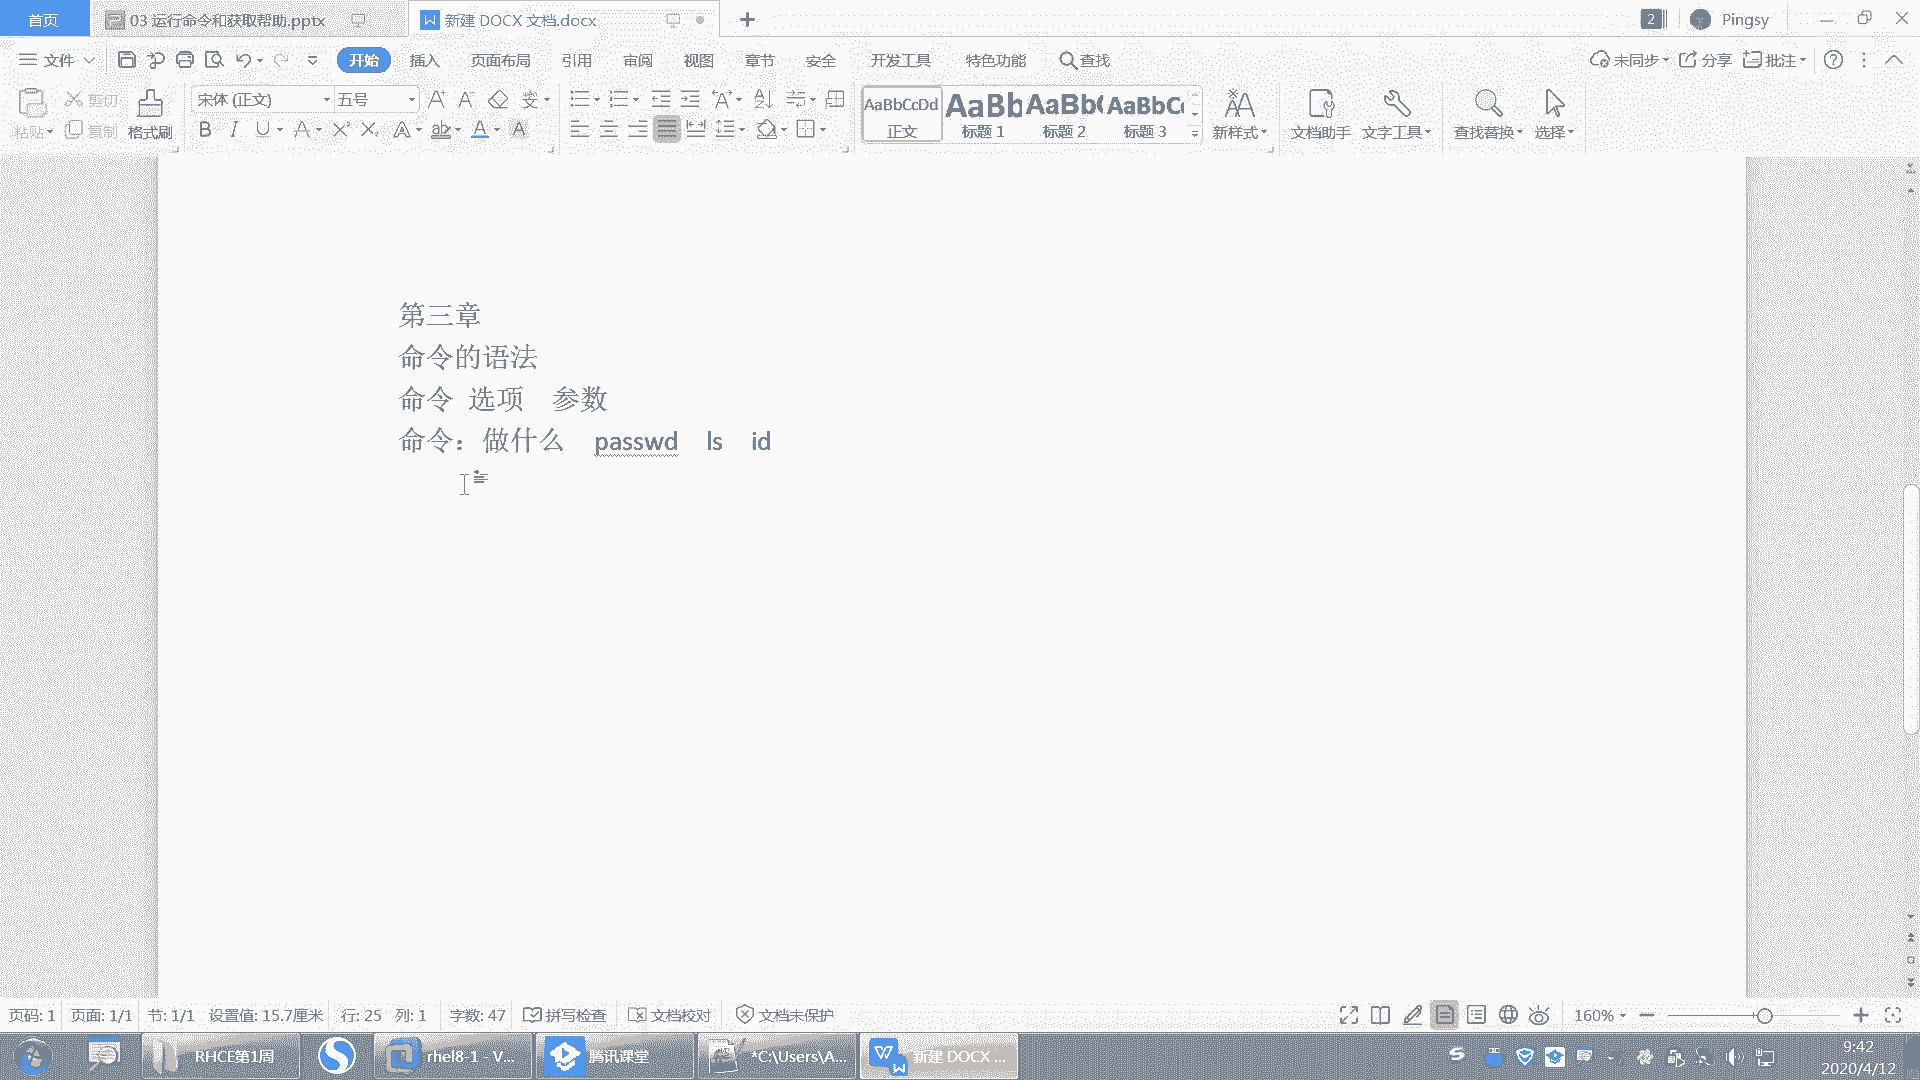 首页
03 运行命令和获取帮助.pptx
新建 DOCX 文档.docx
2
Pingsy
文件
开始 插入 页面布局 引用 审阅 视图 章节 安全 开发工具 特色功能 查找
未同步 分享 批注
粘贴 剪切 复制 格式刷
宋体 (正文) 五号
AaBbCcDd 正文
AaBb 标题 1
AaBb( 标题 2
AaBbC 标题 3
新样式 文档助手 文字工具 查找替换 选择
第三章
命令的语法
命令 选项 参数
命令：做什么 passwd ls id
页码: 1 页面: 1/1 节: 1/1 设置值: 15.7厘米 行: 25 列: 1 字数: 47 拼写检查 文档校对 文档未保护 160%
RHCE第1周 rhel8-1 - V... 腾讯课堂 *C:\Users\A... 新建 DOCX ...
9:42
2020/4/12